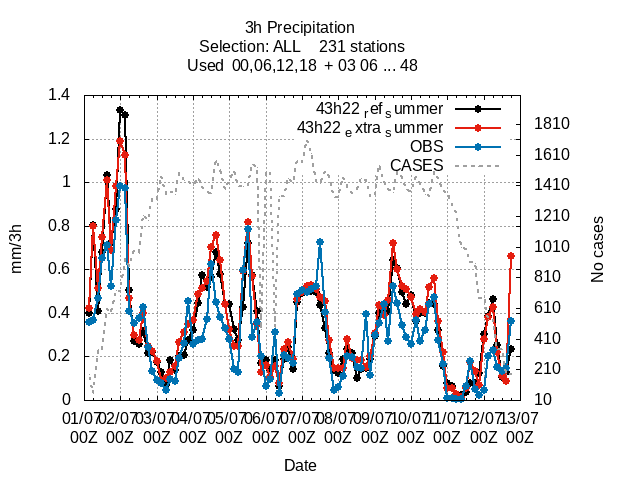 3h Precipitation
Selection: ALL 231 stations
Used 00,06,12,18 + 03 06 ... 48
43h22 ref summer
43h22 extra summer
OBS
CASES
mm/3h
1.4
1.2
1
0.8
0.6
0.4
0.2
0
No cases
1810
1610
1410
1210
1010
810
610
410
210
10
01/07 02/07 03/07 04/07 05/07 06/07 07/07 08/07 09/07 10/07 11/07 12/07 13/07
00Z 00Z 00Z 00Z 00Z 00Z 00Z 00Z 00Z 00Z 00Z 00Z 00Z
Date